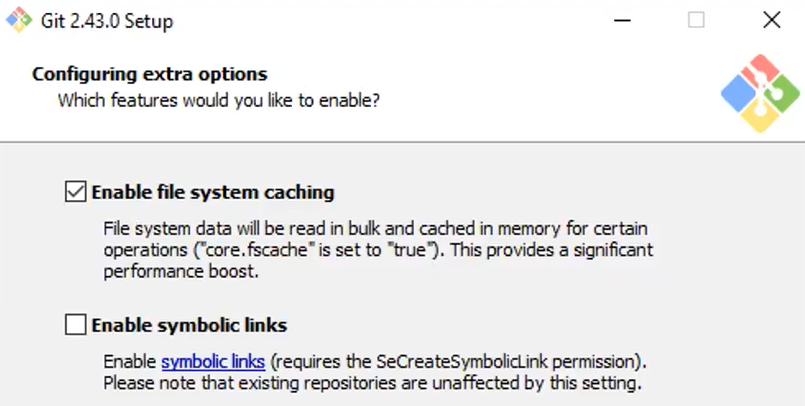 Git 2.43.0 Setup
Configuring extra options
Which features would you like to enable?
Enable file system caching
File system data will be read in bulk and cached in memory for certain
operations ("core.fscache" is set to "true"). This provides a significant
performance boost.
Enable symbolic links
Enable symbolic links (requires the SeCreateSymbolicLink permission).
Please note that existing repositories are unaffected by this setting.